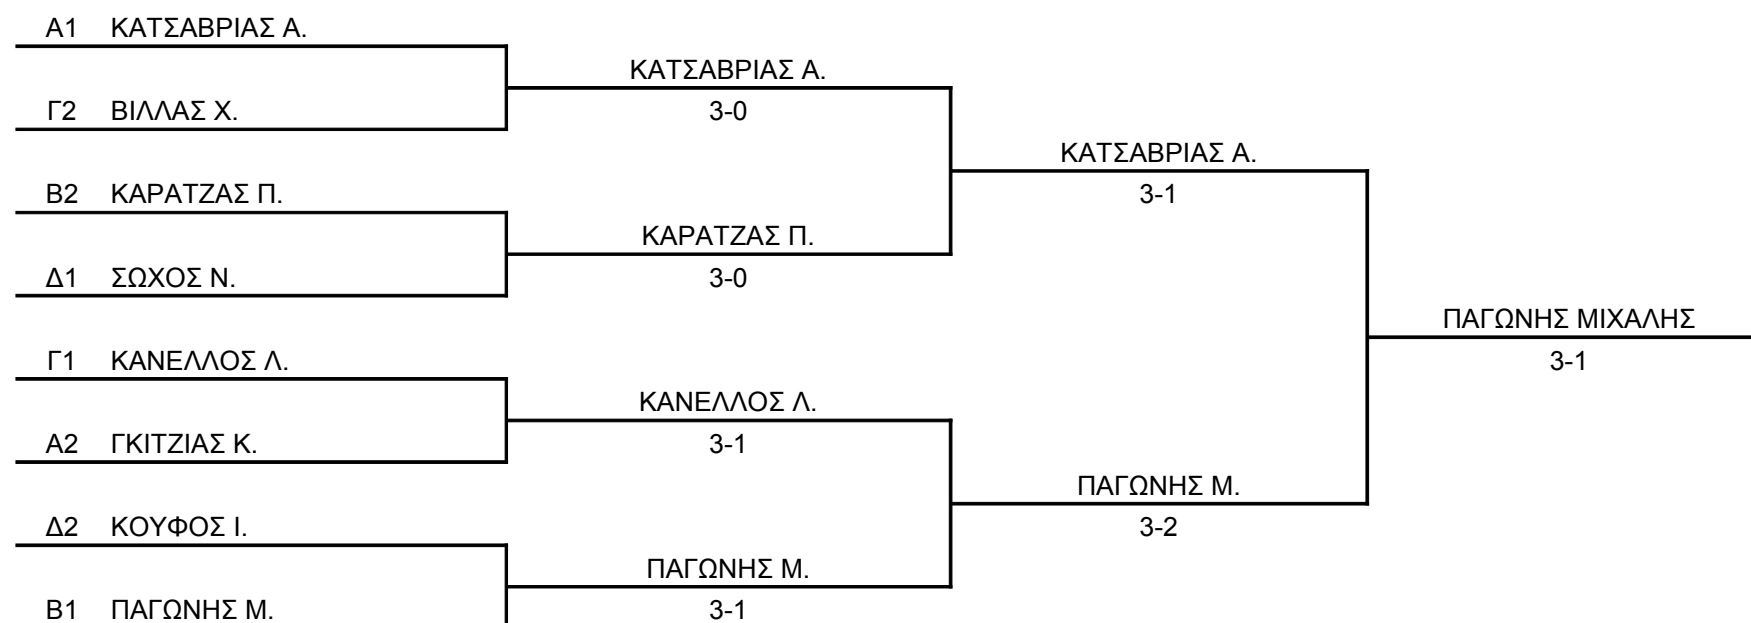 Α1 ΚΑΤΣΑΒΡΙΑΣ Α.
ΚΑΤΣΑΒΡΙΑΣ Α.
Γ2 ΒΙΛΛΑΣ Χ.
3-0
ΚΑΤΣΑΒΡΙΑΣ Α.
Β2 ΚΑΡΑΤΖΑΣ Π.
3-1
ΚΑΡΑΤΖΑΣ Π.
Δ1 ΣΩΧΟΣ Ν.
3-0
ΠΑΓΩΝΗΣ ΜΙΧΑΛΗΣ
Γ1 ΚΑΝΕΛΛΟΣ Λ.
3-1
ΚΑΝΕΛΛΟΣ Λ.
Α2 ΓΚΙΤΖΙΑΣ Κ.
3-1
ΠΑΓΩΝΗΣ Μ.
Δ2 ΚΟΥΦΟΣ Ι.
3-2
ΠΑΓΩΝΗΣ Μ.
Β1 ΠΑΓΩΝΗΣ Μ.
3-1